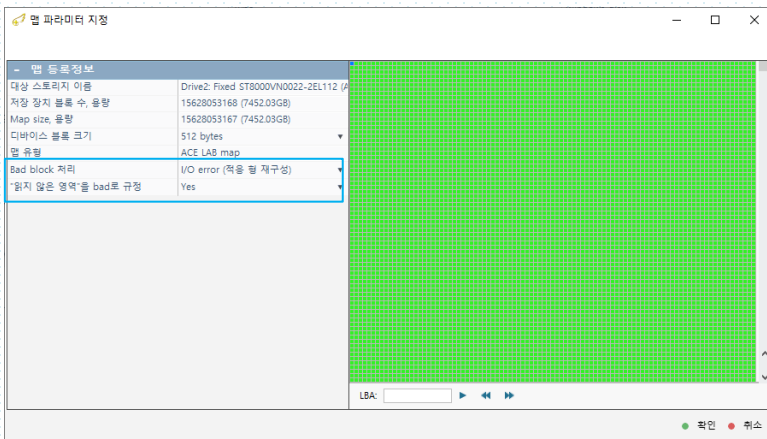 맵 파라미터 지정
- 맵 등록정보
대상 스토리지 이름 Drive2: Fixed ST8000VN0022-2EL112 (A
저장 장치 블록 수, 용량 15628053168 (7452.03GB)
Map size, 용량 15628053167 (7452.03GB)
디바이스 블록 크기 512 bytes
맵 유형 ACE LAB map
Bad block 처리 I/O error (적응 형 재구성)
"읽지 않은 영역"을 bad로 규정 Yes
LBA:
확인 취소